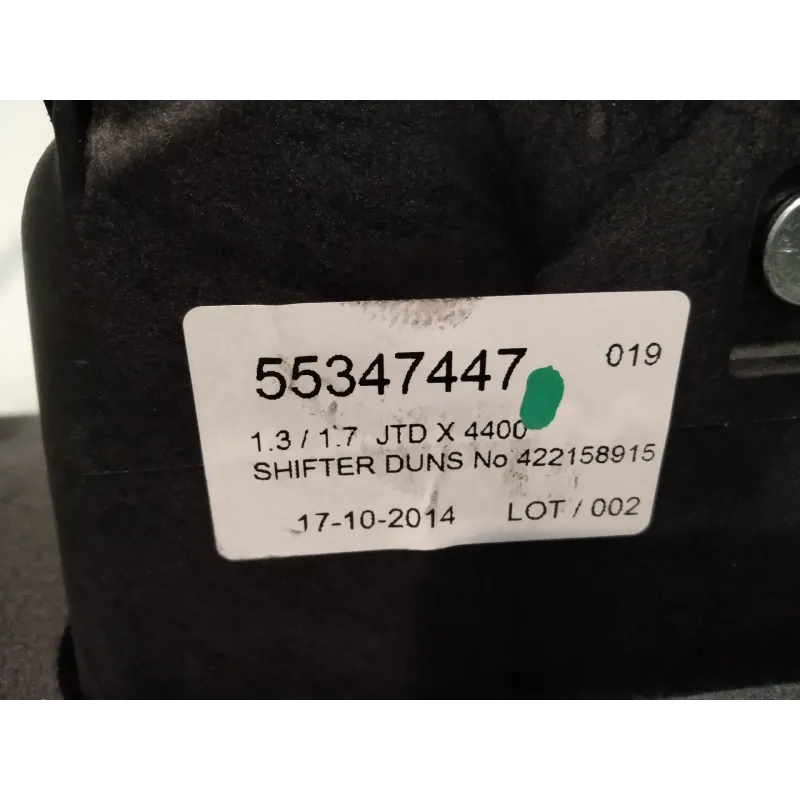 55347447 019
1.3 / 1.7 JTD X 4400
SHIFTER DUNS No 422158915
17-10-2014 LOT / 002